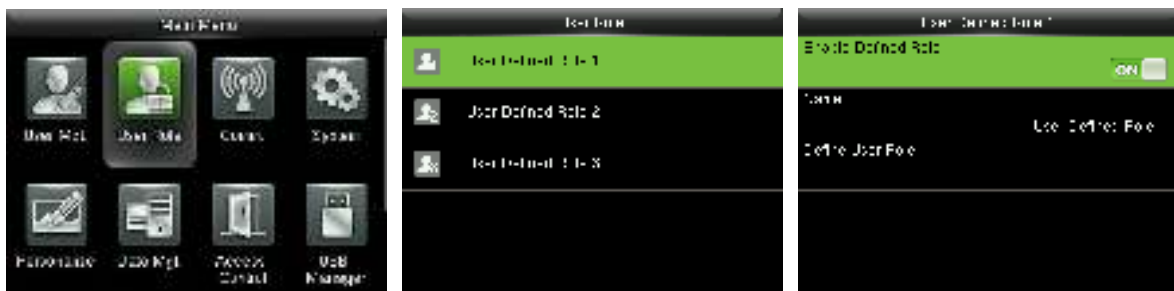 Main Menu
User Mgt.
User Role
Comm.
System
Personalize
Data Mgt.
Access
Control
USB
Manager
User Role
User Defined Role 1
User Defined Role 2
User Defined Role 3
User Defined Role 1
Enable Defined Role
ON
Name
User Defined Role
Define User Role